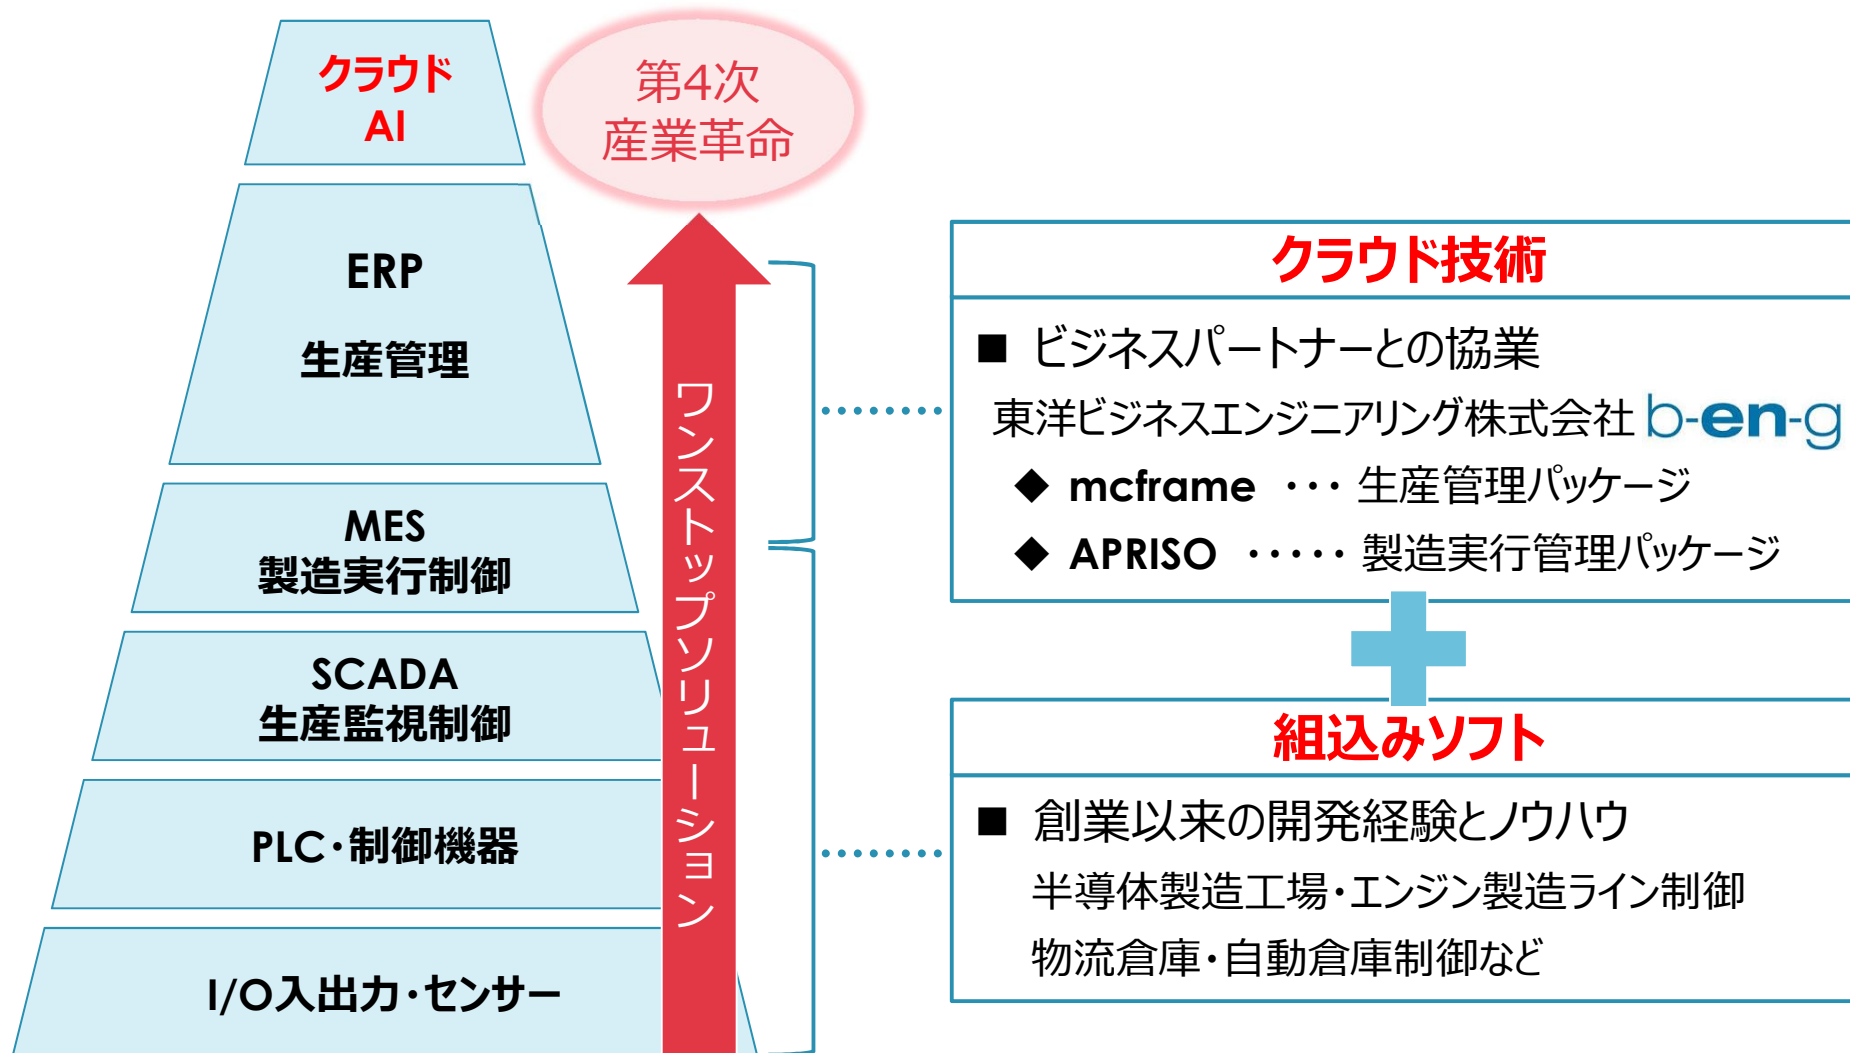 クラウド
AI
第4次
産業革命
ERP
生産管理
MES
製造実行制御
SCADA
生産監視制御
PLC・制御機器
I/O入出力・センサー
ワンストップソリューション
クラウド技術
■ ビジネスパートナーとの協業
東洋ビジネスエンジニアリング株式会社 b-en-g
◆ mcframe ・・・ 生産管理パッケージ
◆ APRISO ・・・・・ 製造実行管理パッケージ
組込みソフト
■ 創業以来の開発経験とノウハウ
半導体製造工場・エンジン製造ライン制御
物流倉庫・自動倉庫制御など